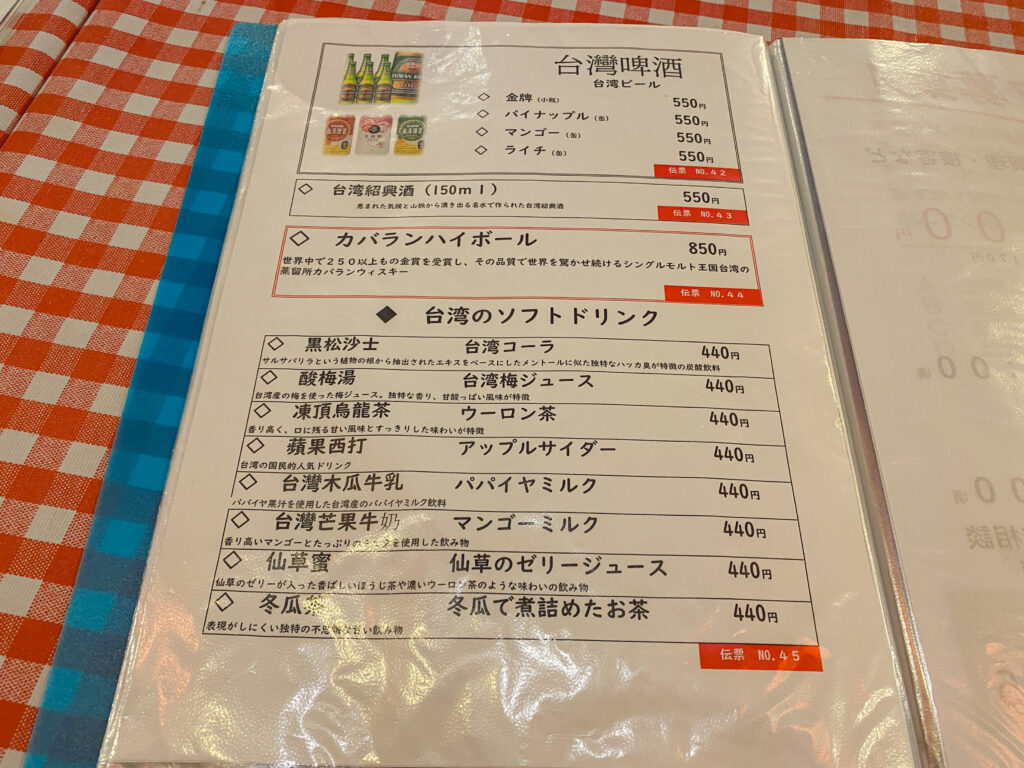 台灣啤酒
台湾ビール
◇ 金牌（小瓶） 550円
◇ パイナップル（缶） 550円
◇ マンゴー（缶） 550円
◇ ライチ（缶） 550円
伝票 NO.42
◇ 台湾紹興酒（150ml） 550円
恵まれた気候と山脈から湧き出る名水で作られた台湾紹興酒
伝票 NO.43
◇ カバランハイボール 850円
世界中で２５０以上もの金賞を受賞し、その品質で世界を驚かせ続けるシングルモルト王国台湾の
蒸留所カバランウィスキー
伝票 NO.44
◆ 台湾のソフトドリンク
◇ 黒松沙士 台湾コーラ 440円
サルサパリラという植物の根から抽出されたエキスをベースにしたメントールに似た独特なハッカ臭が特徴の炭酸飲料
◇ 酸梅湯 台湾梅ジュース 440円
台湾産の梅を使った梅ジュース。独特な香り、甘酸っぱい風味が特徴
◇ 凍頂烏龍茶 ウーロン茶 440円
香り高く、口に残る甘い風味とすっきりした味わいが特徴
◇ 蘋果西打 アップルサイダー 440円
台湾の国民的人気ドリンク
◇ 台灣木瓜牛乳 パパイヤミルク 440円
パパイヤ果汁を使用した台湾産のパパイヤミルク飲料
◇ 台灣芒果牛奶 マンゴーミルク 440円
香り高いマンゴーとたっぷりのミルクを使用した飲み物
◇ 仙草蜜 仙草のゼリージュース 440円
仙草のゼリーが入った香ばしいほうじ茶や濃いウーロン茶のような味わいの飲み物
◇ 冬瓜茶 冬瓜で煮詰めたお茶 440円
表現がしにくい独特の不思議な甘い飲み物
伝票 NO.45